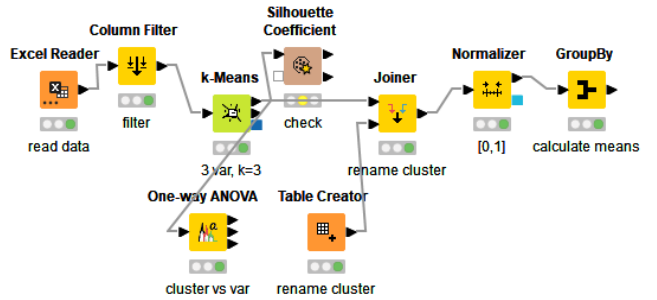 Silhouette
Coefficient
Column Filter
Excel Reader
k-Means
Joiner
Normalizer
GroupBy
filter
check
read data
3 var, k=3
rename cluster
[0,1]
calculate means
One-way ANOVA
Table Creator
cluster vs var
rename cluster